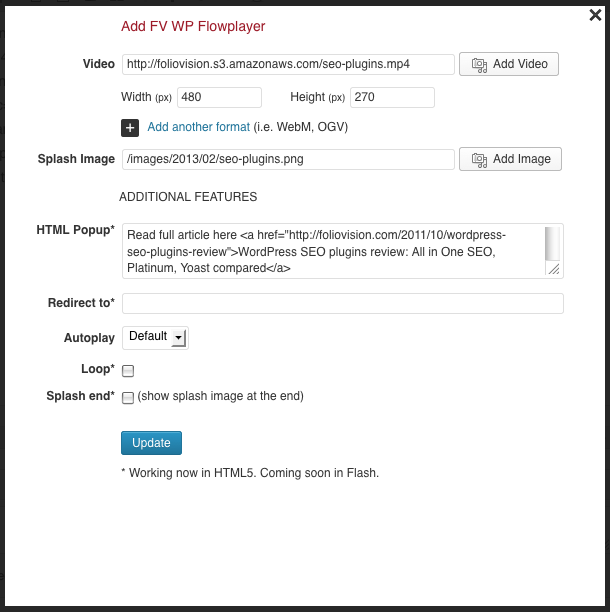 Add FV WP Flowplayer
Video http://foliovision.s3.amazonaws.com/seo-plugins.mp4 Add Video
Width (px) 480 Height (px) 270
+ Add another format (i.e. WebM, OGV)
Splash Image /images/2013/02/seo-plugins.png Add Image
ADDITIONAL FEATURES
HTML Popup* Read full article here <a href="http://foliovision.com/2011/10/wordpress-
seo-plugins-review">WordPress SEO plugins review: All in One SEO,
Platinum, Yoast compared</a>
Redirect to*
Autoplay Default
Loop*
Splash end* (show splash image at the end)
Update
* Working now in HTML5. Coming soon in Flash.